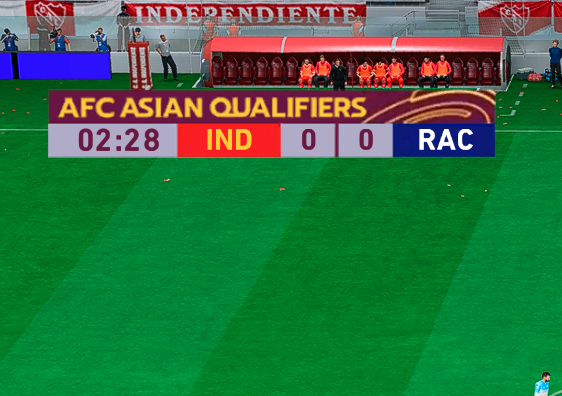 INDEPENDIENTE
AFC ASIAN QUALIFIERS
02:28 IND 0 0 RAC